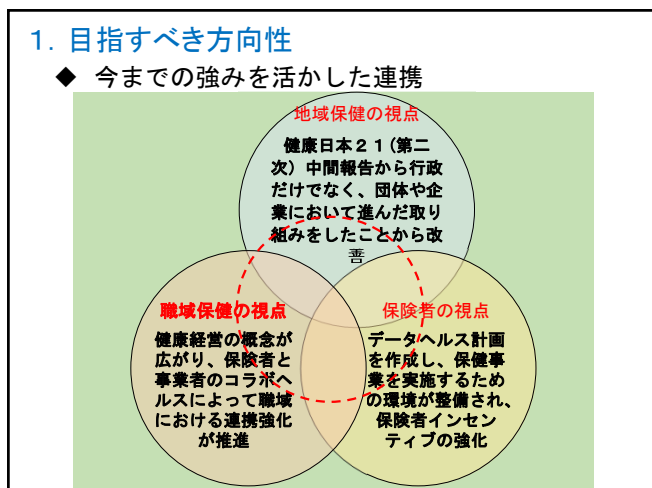 1. 目指すべき方向性
◆ 今までの強みを活かした連携
地域保健の視点
健康日本２１(第二
次）中間報告から行政
だけでなく、団体や企
業において進んだ取り
組みをしたことから改
善
職域保健の視点
健康経営の概念が
広がり、保険者と
事業者のコラボヘ
ルスによって職域
における連携強化
が推進
保険者の視点
データヘルス計画
を作成し、保健事
業を実施するため
の環境が整備され、
保険者インセン
ティブの強化